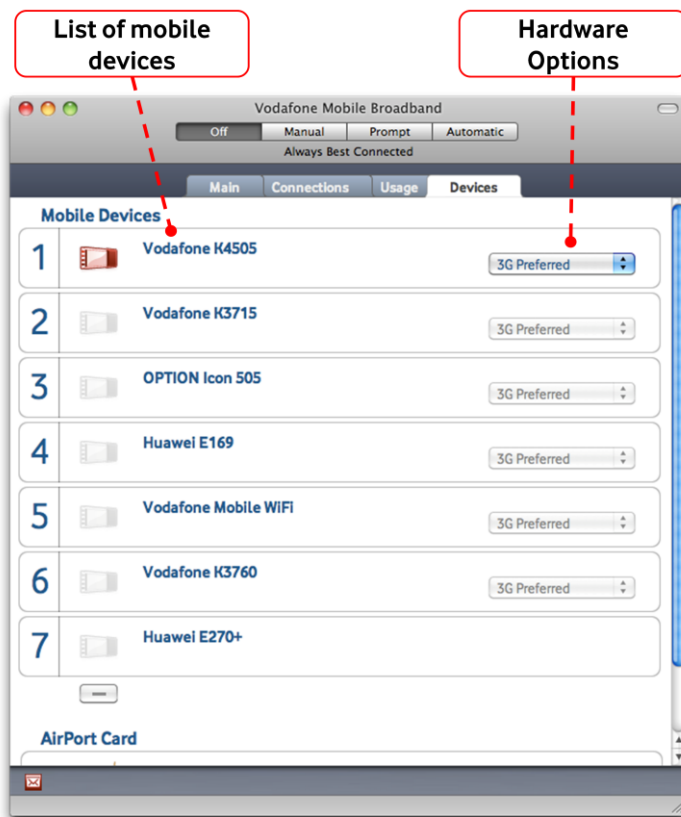 List of mobile
devices
Hardware
Options
Vodafone Mobile Broadband
Off Manual Prompt Automatic
Always Best Connected
Main Connections Usage Devices
Mobile Devices
1 Vodafone K4505 3G Preferred
2 Vodafone K3715 3G Preferred
3 OPTION Icon 505 3G Preferred
4 Huawei E169 3G Preferred
5 Vodafone Mobile WiFi 3G Preferred
6 Vodafone K3760 3G Preferred
7 Huawei E270+
AirPort Card